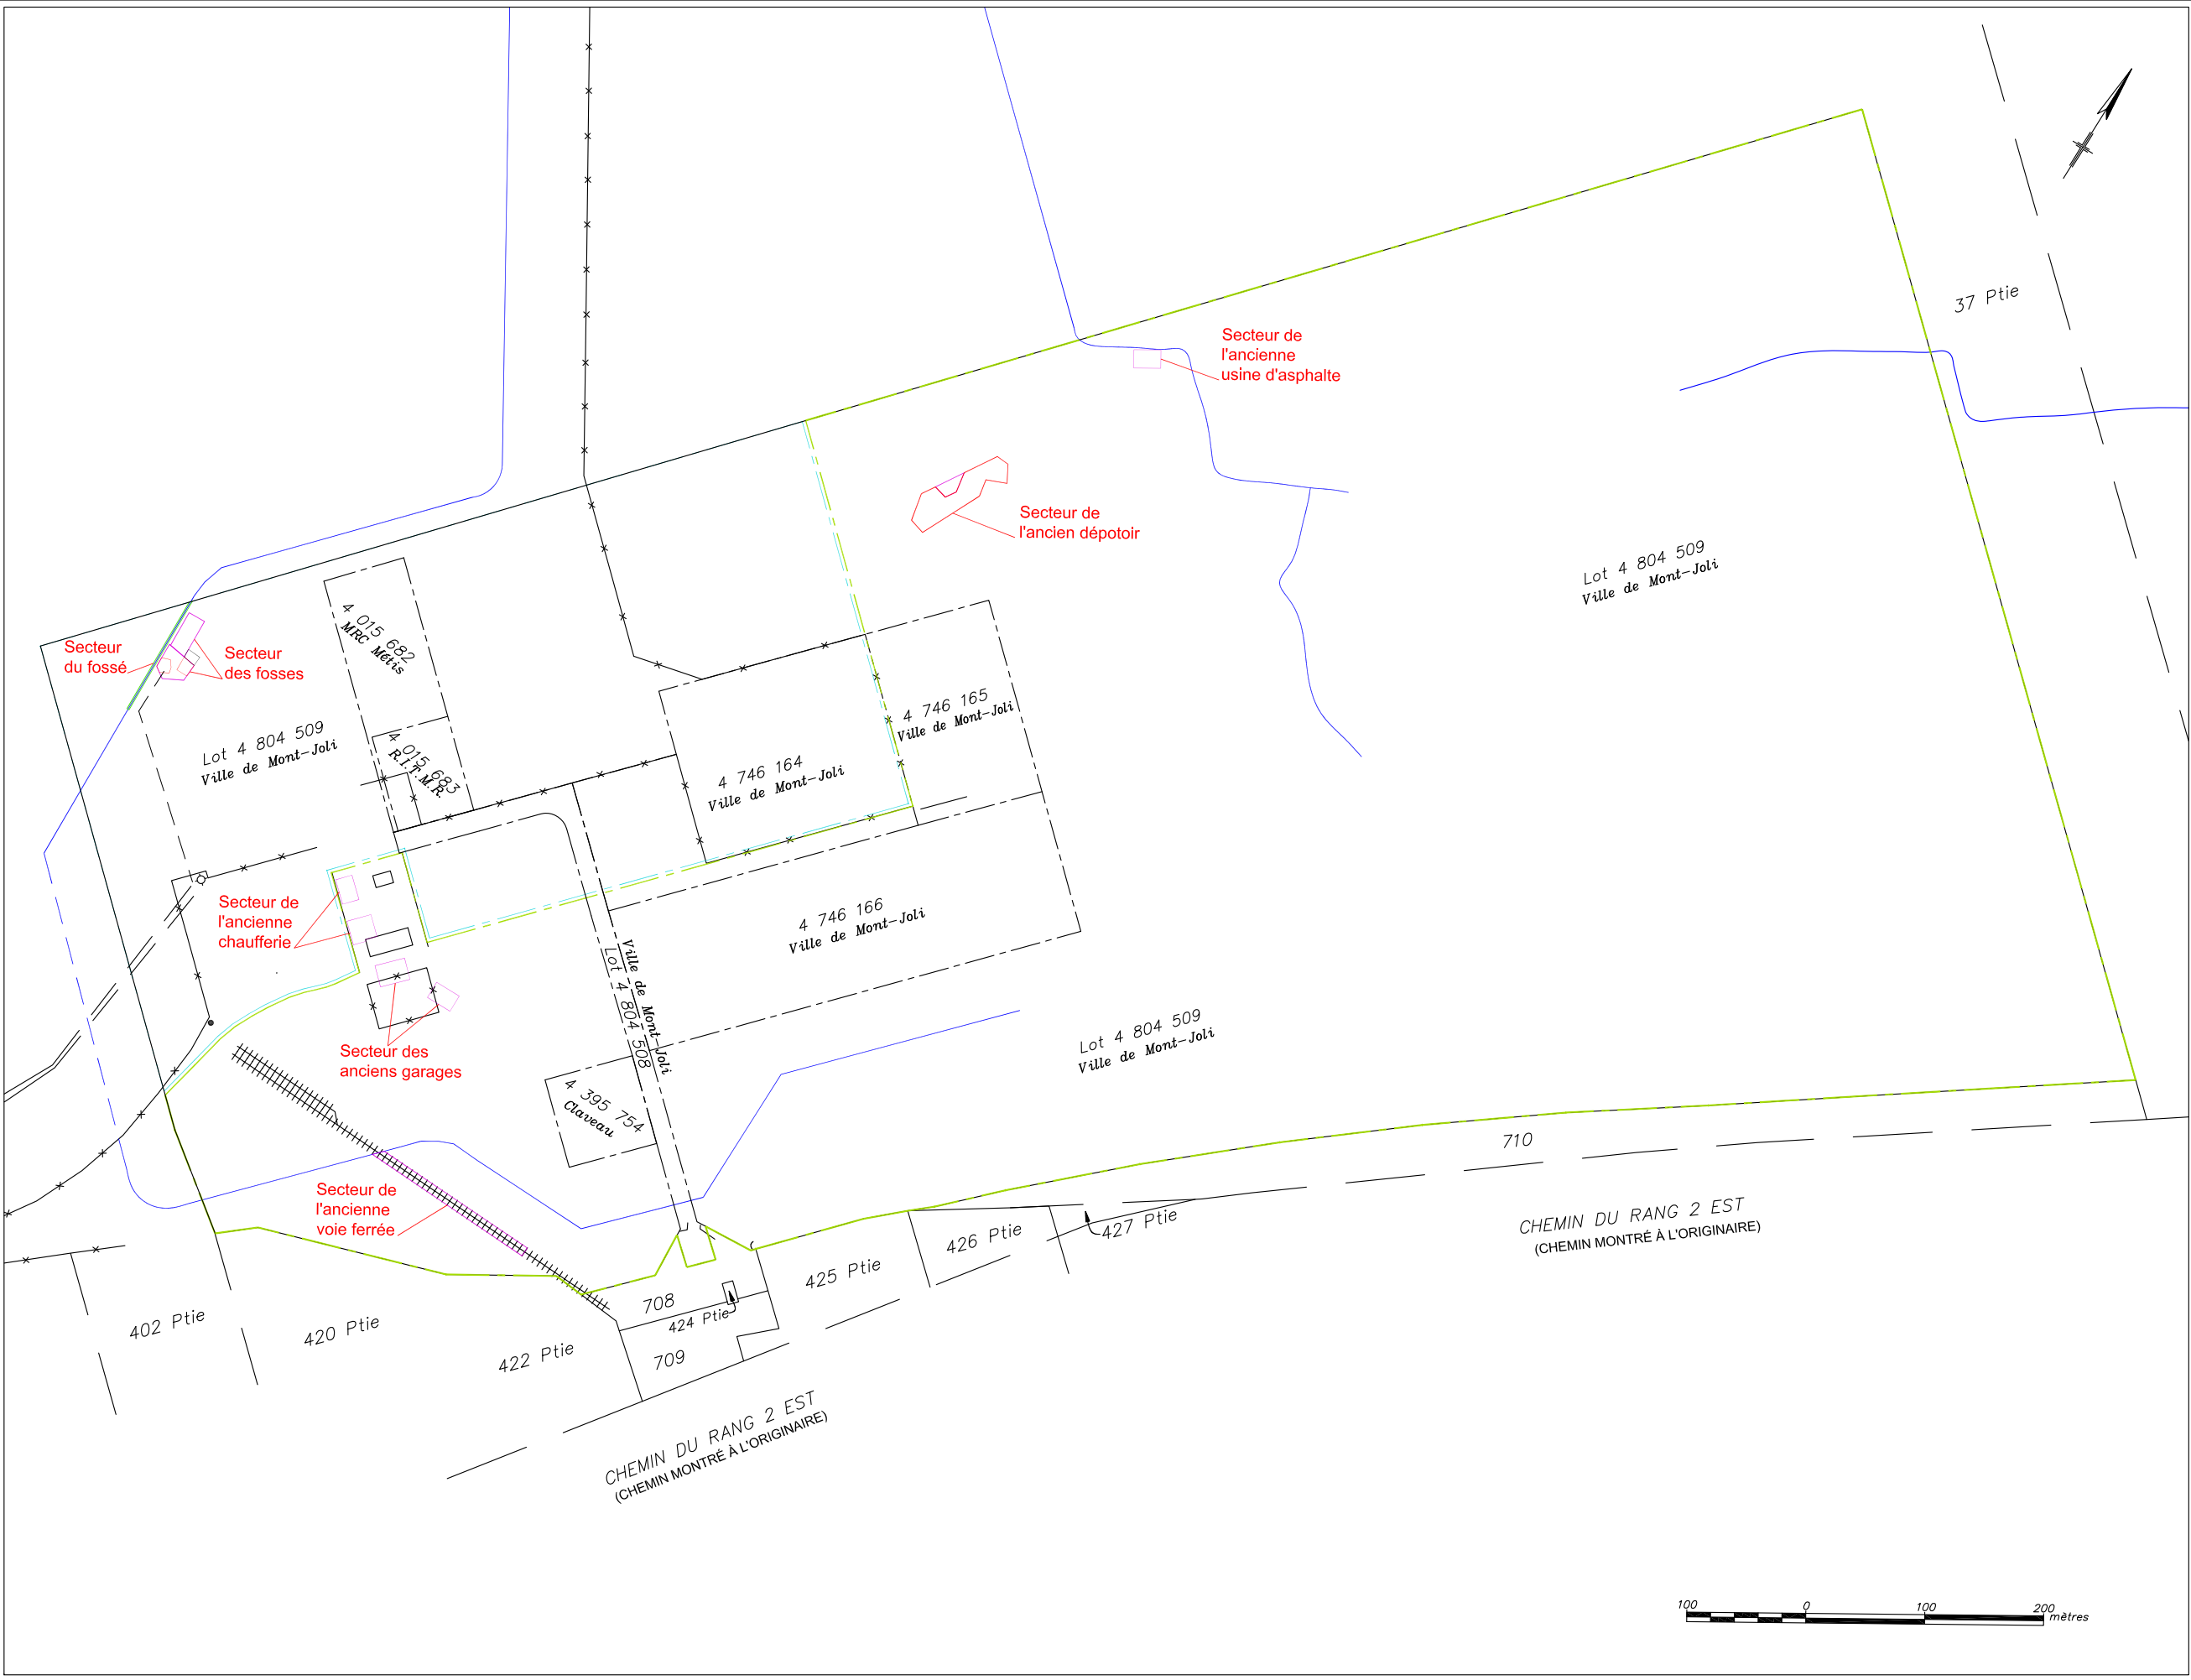 37 Ptie
Secteur de
l'ancienne
usine d'asphalte
Secteur de
l'ancien dépotoir
Lot 4 804 509
Ville de Mont-Joli
4 015 682
MRC Métis
Secteur
du fossé
Secteur
des fosses
4 746 165
Ville de Mont-Joli
Lot 4 804 509
Ville de Mont-Joli
4 015 683
R.I.T.M.R.
4 746 164
Ville de Mont-Joli
Secteur de
l'ancienne
chaufferie
4 746 166
Ville de Mont-Joli
Ville de Mont-Joli
Lot 4 804 508
Lot 4 804 509
Ville de Mont-Joli
Secteur des
anciens garages
4 395 754
Claveau
710
Secteur de
l'ancienne
voie ferrée
CHEMIN DU RANG 2 EST
(CHEMIN MONTRÉ À L'ORIGINAIRE)
427 Ptie
426 Ptie
425 Ptie
708
424 Ptie
402 Ptie
420 Ptie
422 Ptie
709
CHEMIN DU RANG 2 EST
(CHEMIN MONTRÉ À L'ORIGINAIRE)
100 0 100 200
mètres